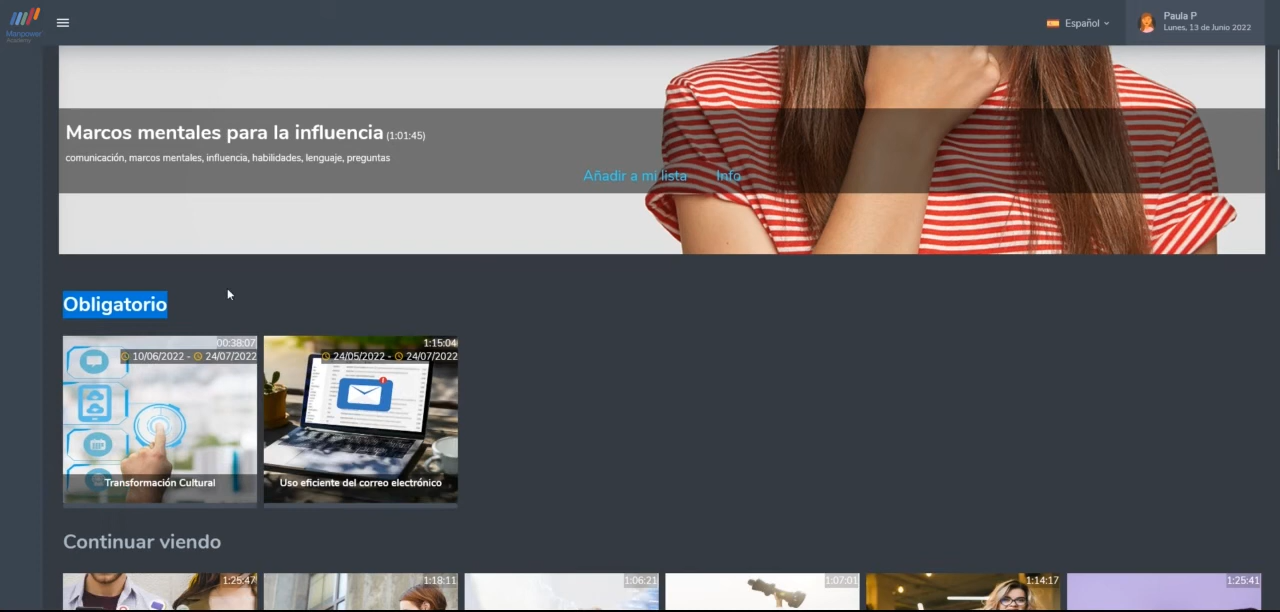 Manpower
Academy
Español
Paula P
Lunes, 13 de Junio 2022
Marcos mentales para la influencia (1:01:45)
comunicación, marcos mentales, influencia, habilidades, lenguaje, preguntas
Añadir a mi lista Info
Obligatorio
00:38:07
10/06/2022 - 24/07/2022
Transformación Cultural
1:15:04
24/05/2022 - 24/07/2022
Uso eficiente del correo electrónico
Continuar viendo
1:25:47
1:18:11
1:06:21
1:07:01
1:14:17
1:25:41